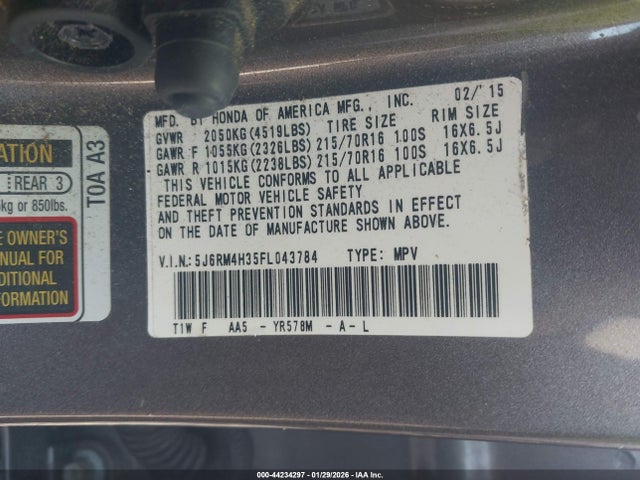 MFD. BY HONDA OF AMERICA MFG., INC. 02/'15
GVWR 2050KG(4519LBS) TIRE SIZE RIM SIZE
GAWR F 1055KG(2326LBS) 215/70R16 100S 16X6.5J
GAWR R 1015KG(2236LBS) 215/70R16 100S 16X6.5J
THIS VEHICLE CONFORMS TO ALL APPLICABLE
FEDERAL MOTOR VEHICLE SAFETY
AND THEFT PREVENTION STANDARDS IN EFFECT
ON THE DATE OF MANUFACTURE SHOWN ABOVE.
V.I.N.:5J6RM4H35FL043784 TYPE: MPV
T1W F AA5 - YR578M - A - L
ATION
REAR 3
kg or 850lbs.
E OWNER'S
ANUAL FOR
DITIONAL
FORMATION
T0A A3
000-44234297 - 01/29/2026 - IAA Inc.